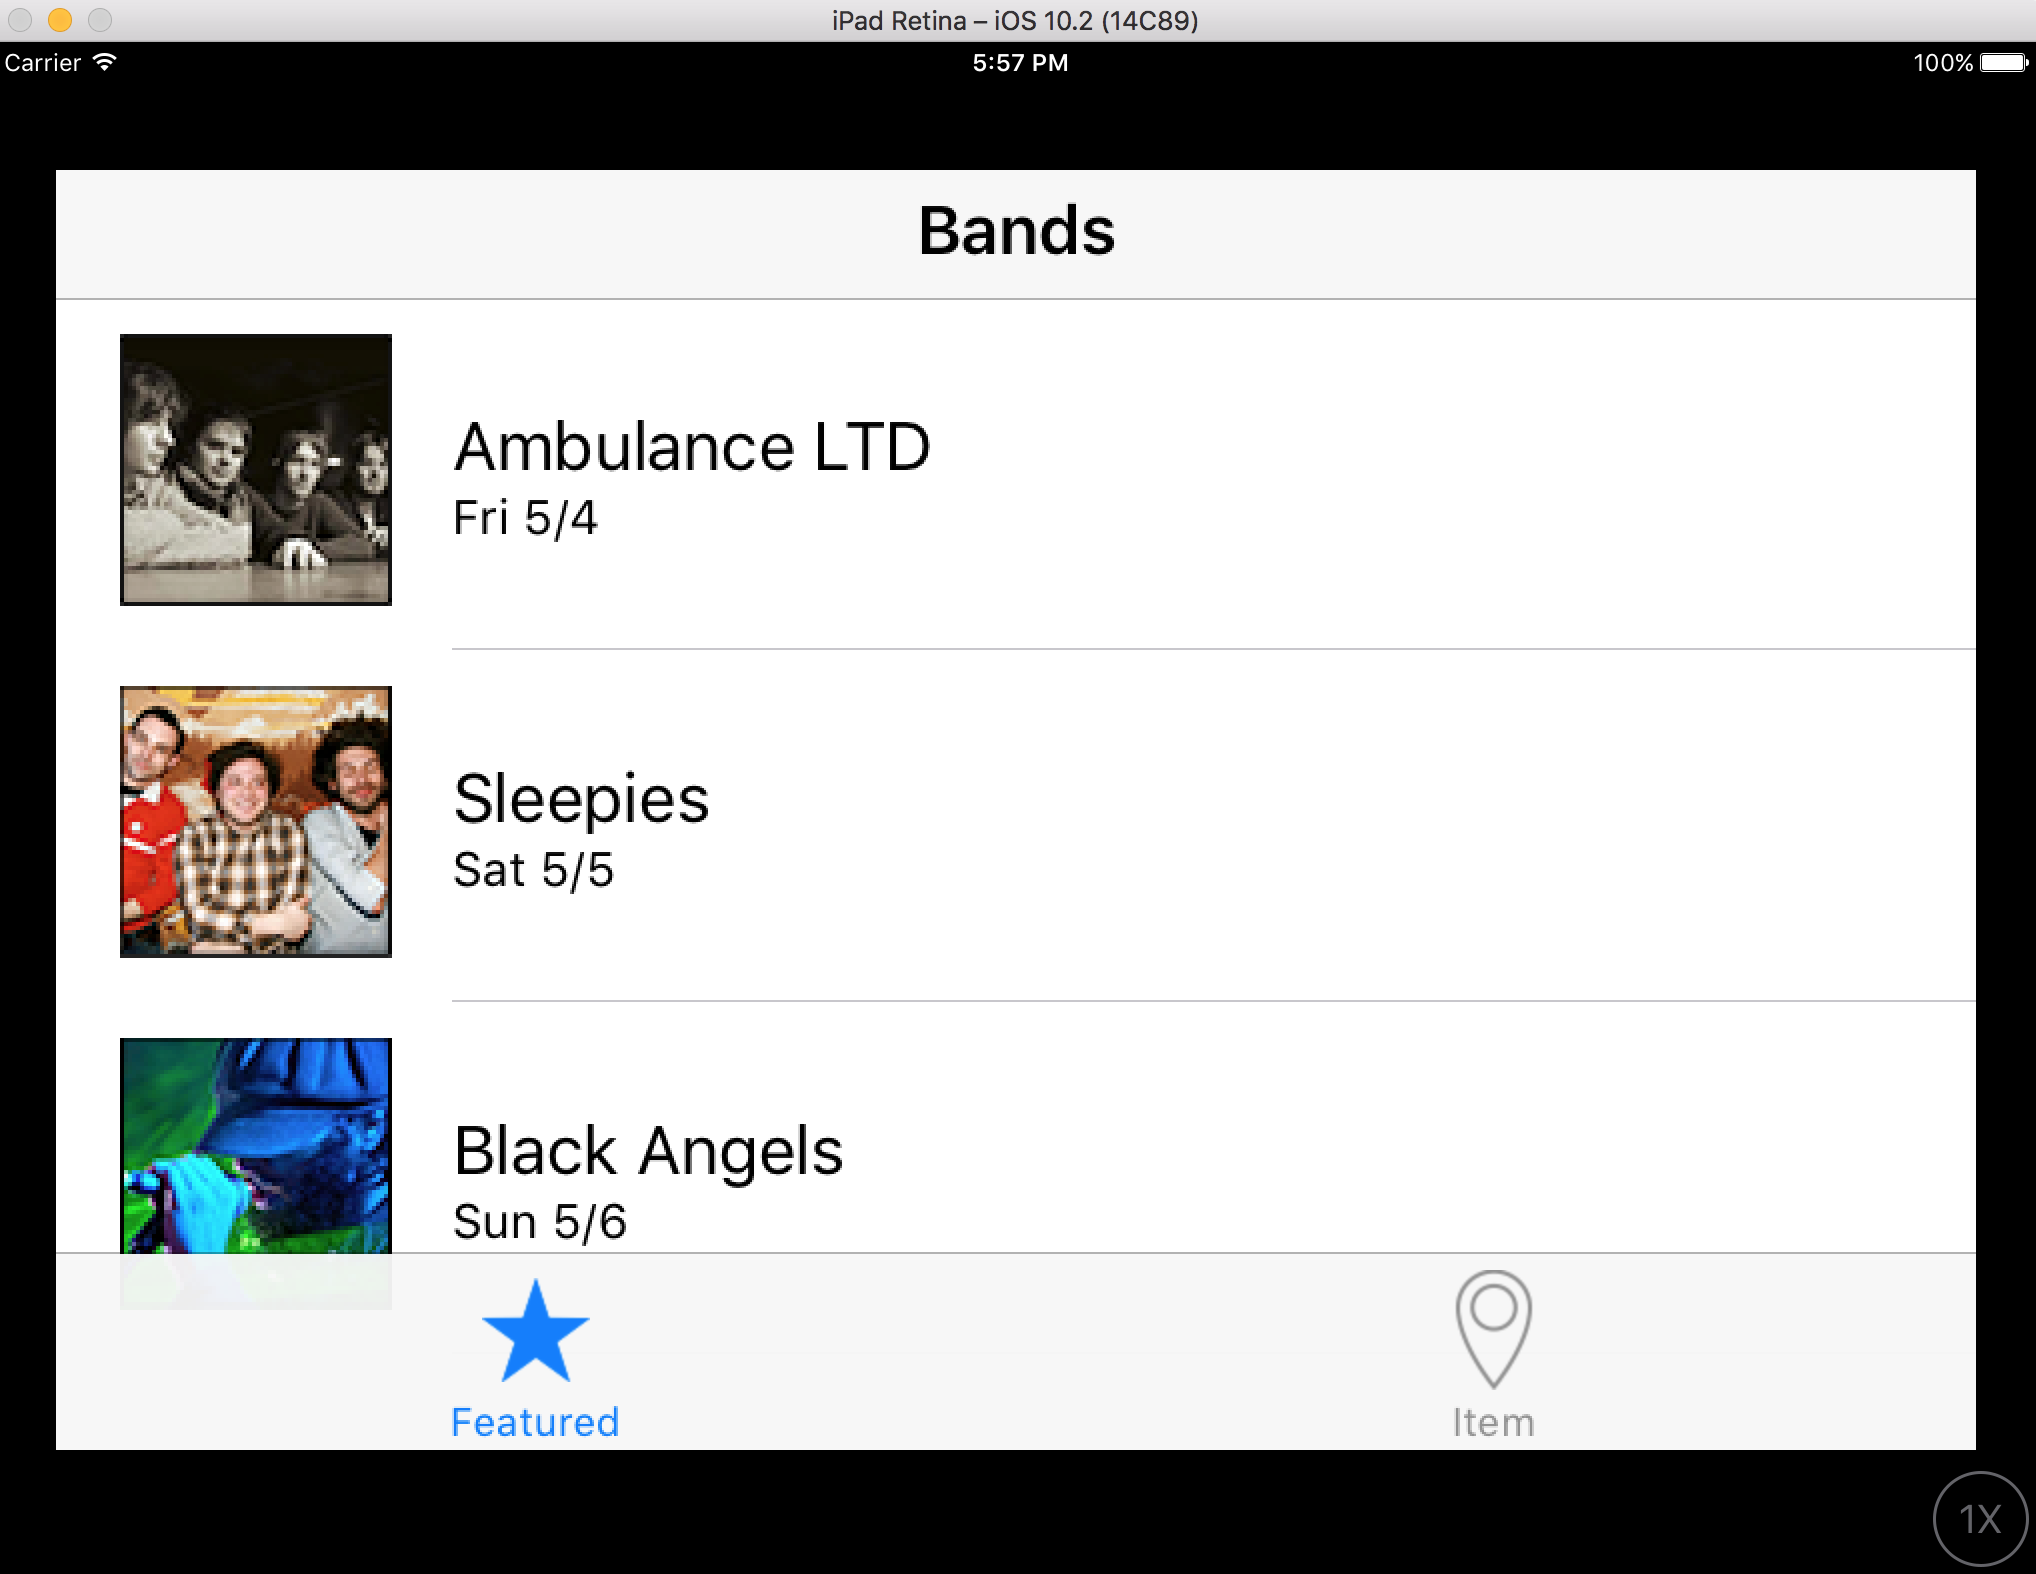 iPad Retina – iOS 10.2 (14C89)
Carrier 5:57 PM 100%
Bands
Ambulance LTD
Fri 5/4
Sleepies
Sat 5/5
Black Angels
Sun 5/6
Featured Item
1X